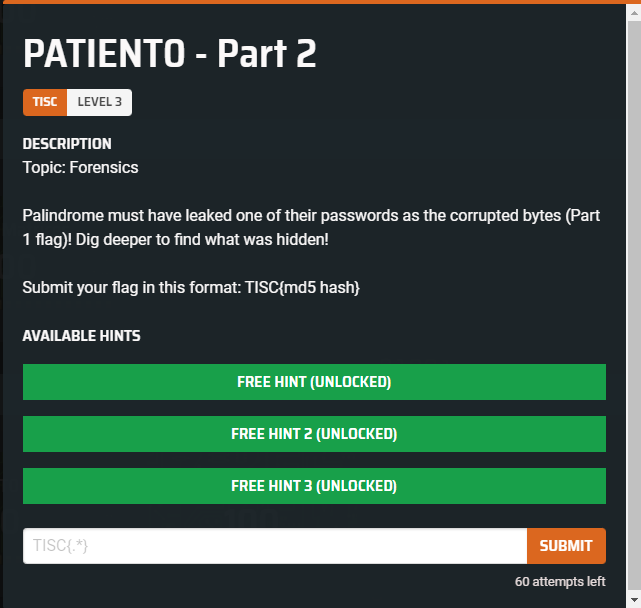 PATIENTO - Part 2
TISC LEVEL 3
DESCRIPTION
Topic: Forensics
Palindrome must have leaked one of their passwords as the corrupted bytes (Part
1 flag)! Dig deeper to find what was hidden!
Submit your flag in this format: TISC{md5 hash}
AVAILABLE HINTS
FREE HINT (UNLOCKED)
FREE HINT 2 (UNLOCKED)
FREE HINT 3 (UNLOCKED)
TISC{.*} SUBMIT
60 attempts left